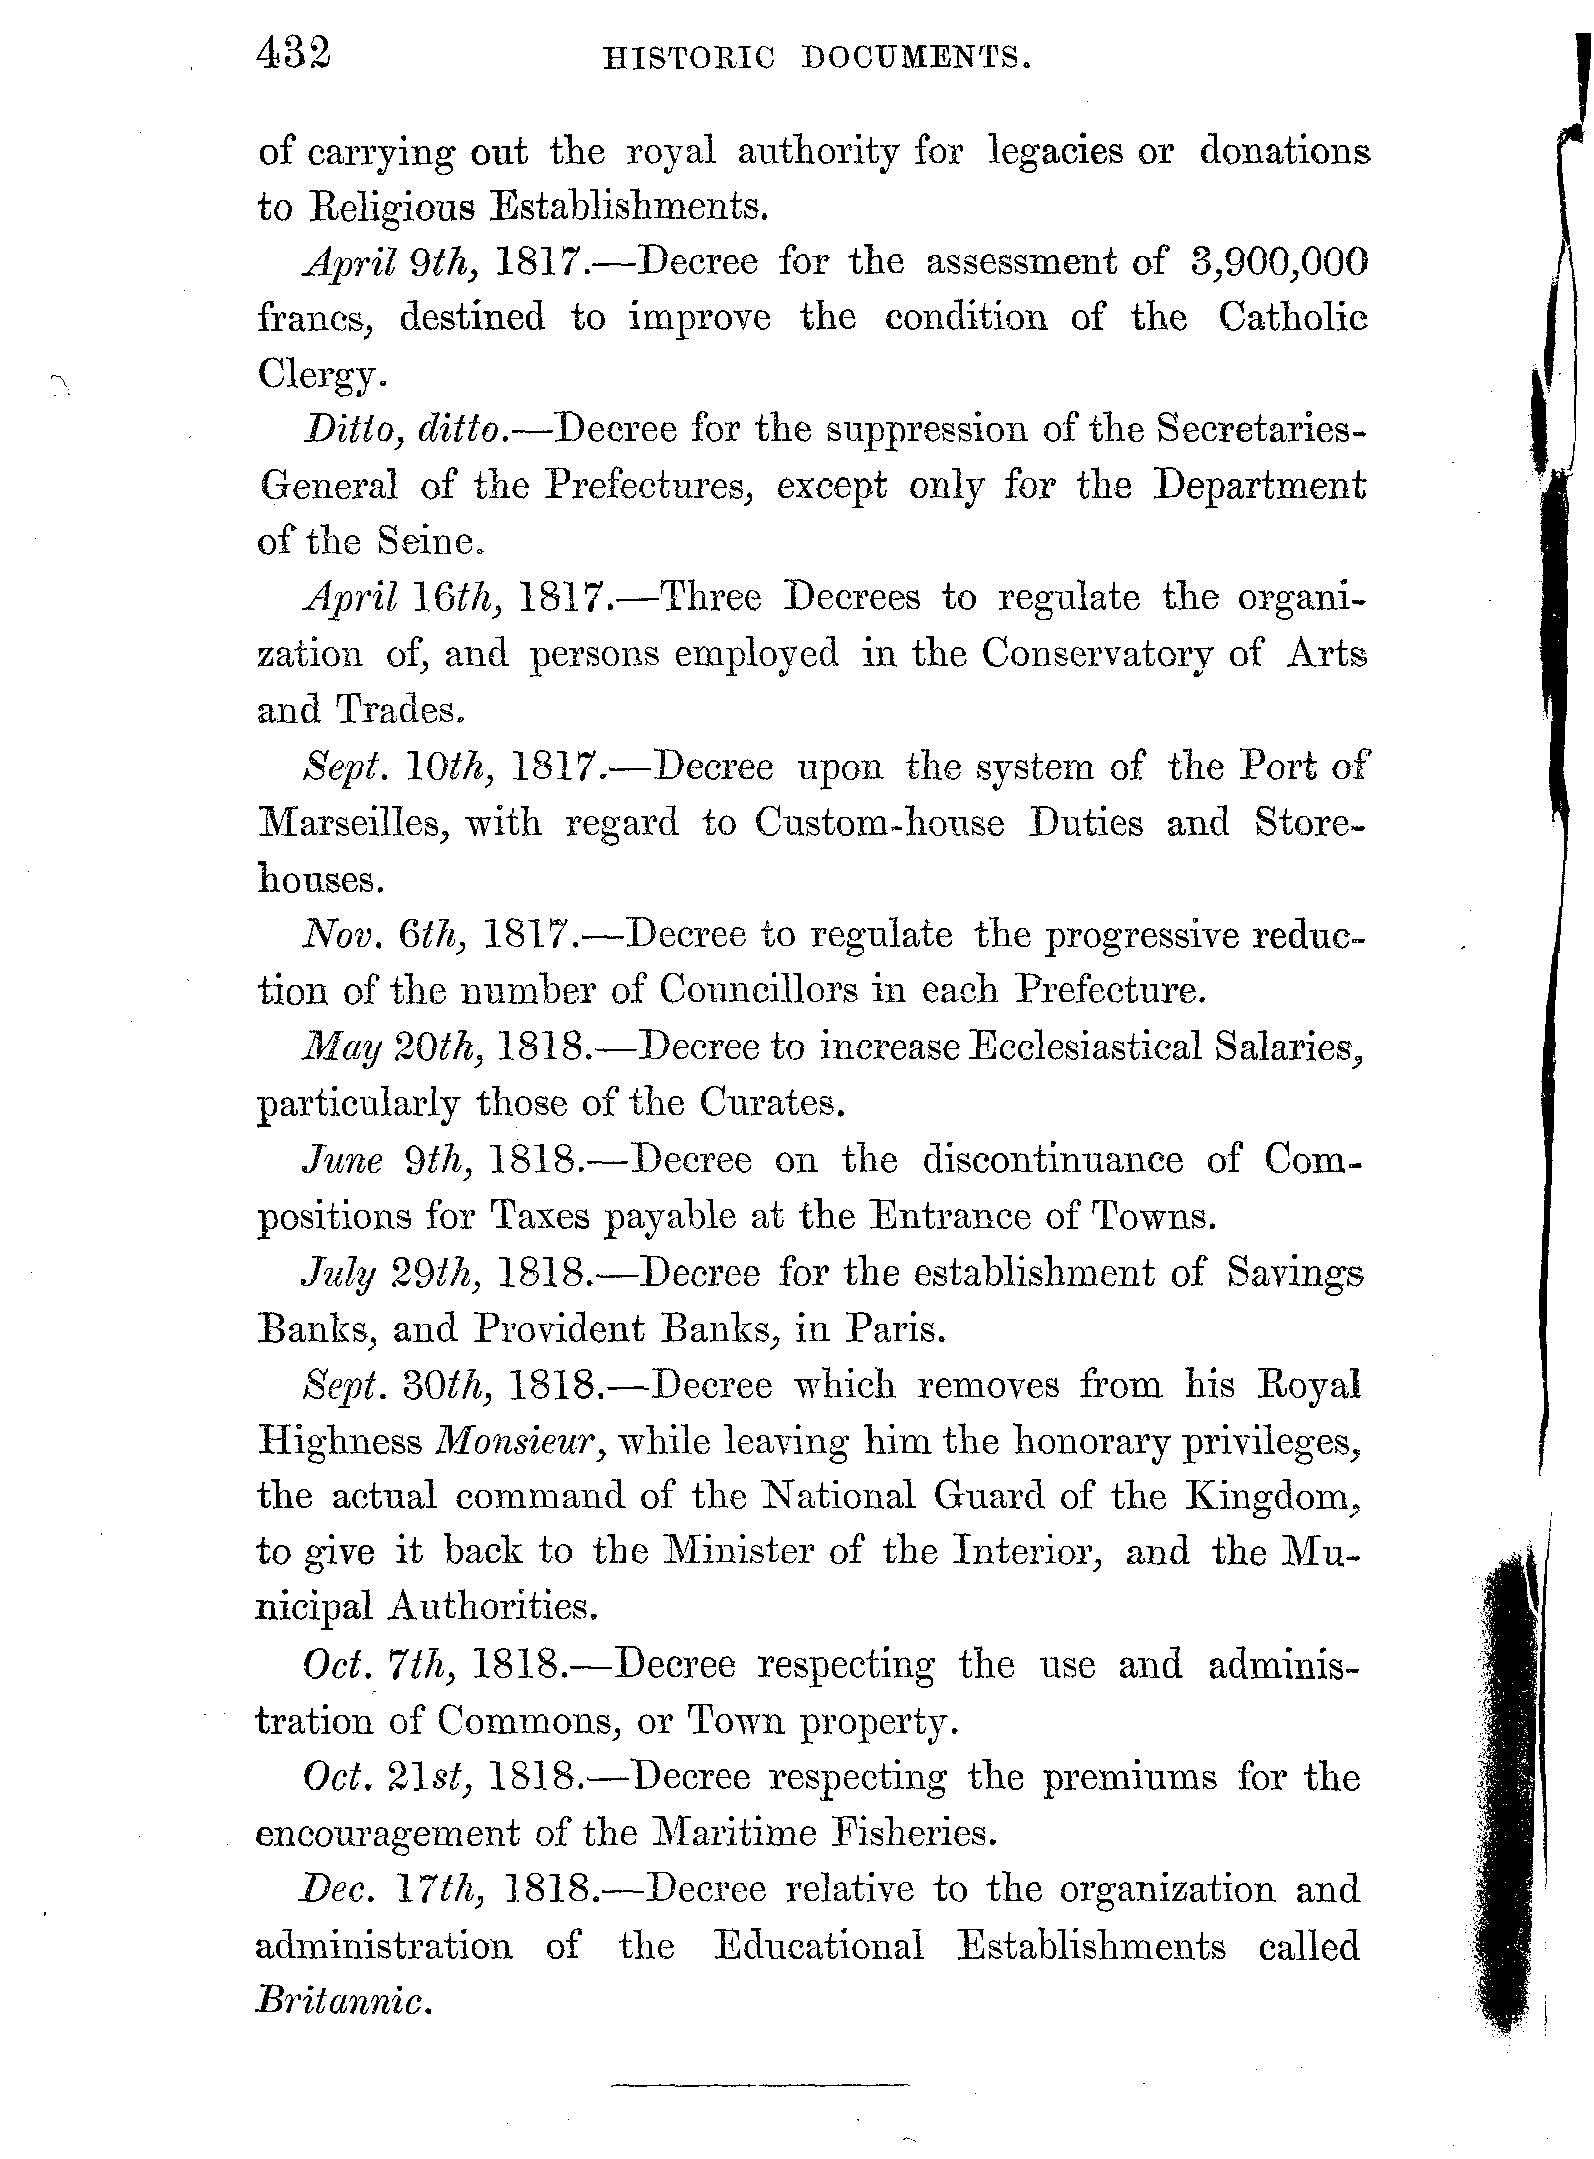 432 HISTORIC DOCUMENTS.
of carrying out the royal authority for legacies or donations
to Religious Establishments.
April 9th, 1817.—Decree for the assessment of 3,900,000
francs, destined to improve the condition of the Catholic
Clergy.
Ditto, ditto.—Decree for the suppression of the Secretaries-
General of the Prefectures, except only for the Department
of the Seine.
April 16th, 1817.—Three Decrees to regulate the organi-
zation of, and persons employed in the Conservatory of Arts
and Trades.
Sept. 10th, 1817.—Decree upon the system of the Port of
Marseilles, with regard to Custom-house Duties and Store-
houses.
Nov. 6th, 1817.—Decree to regulate the progressive reduc-
tion of the number of Councillors in each Prefecture.
May 20th, 1818.—Decree to increase Ecclesiastical Salaries,
particularly those of the Curates.
June 9th, 1818.—Decree on the discontinuance of Com-
positions for Taxes payable at the Entrance of Towns.
July 29th, 1818.—Decree for the establishment of Savings
Banks, and Provident Banks, in Paris.
Sept. 30th, 1818.—Decree which removes from his Royal
Highness Monsieur, while leaving him the honorary privileges,
the actual command of the National Guard of the Kingdom,
to give it back to the Minister of the Interior, and the Mu-
nicipal Authorities.
Oct. 7th, 1818.—Decree respecting the use and adminis-
tration of Commons, or Town property.
Oct. 21st, 1818.—Decree respecting the premiums for the
encouragement of the Maritime Fisheries.
Dec. 17th, 1818.—Decree relative to the organization and
administration of the Educational Establishments called
Britannic.